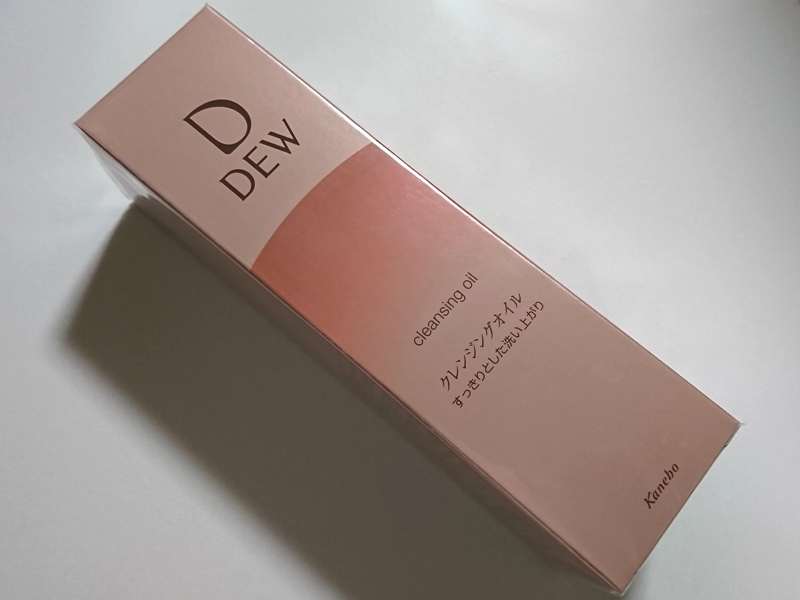 D
DEW
cleansing oil
クレンジングオイル
すっきりとした洗い上がり
Kanebo